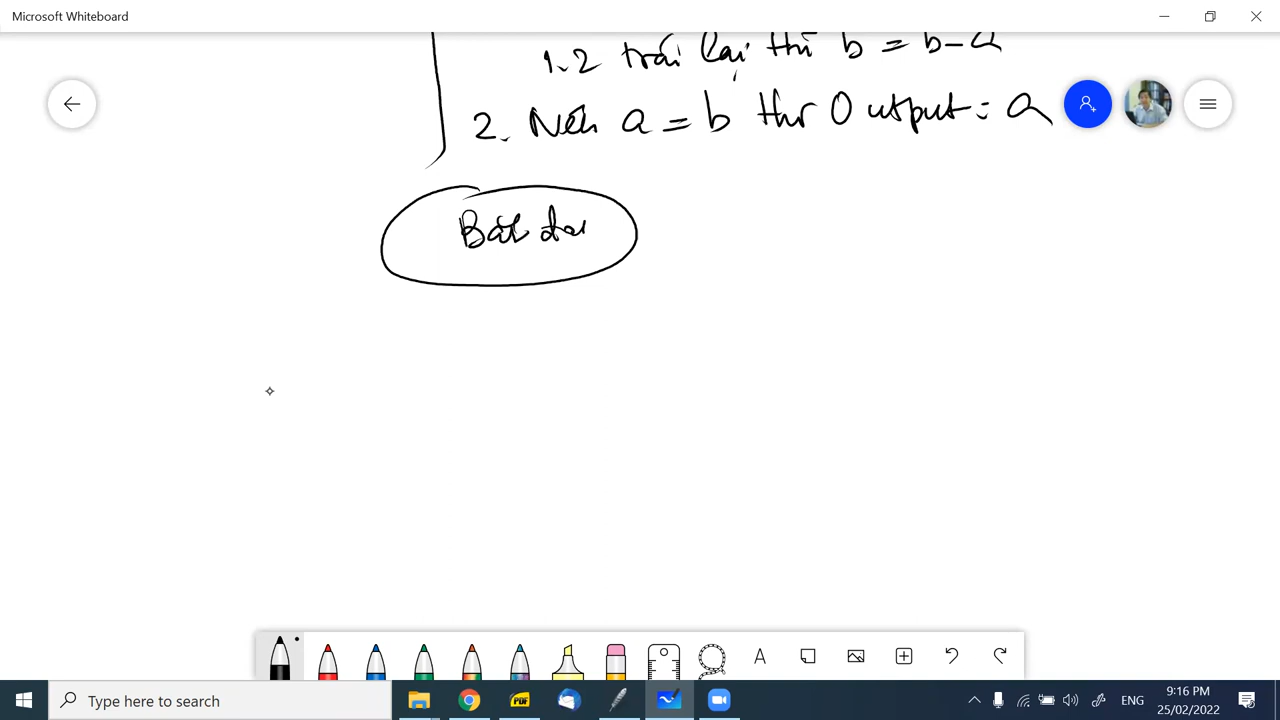 Microsoft Whiteboard
1.2 trái lại thì b = b - a
2. Nếu a = b thì Output: a
Bắt đầu
PDF
A
Type here to search
ENG
9:16 PM
25/02/2022